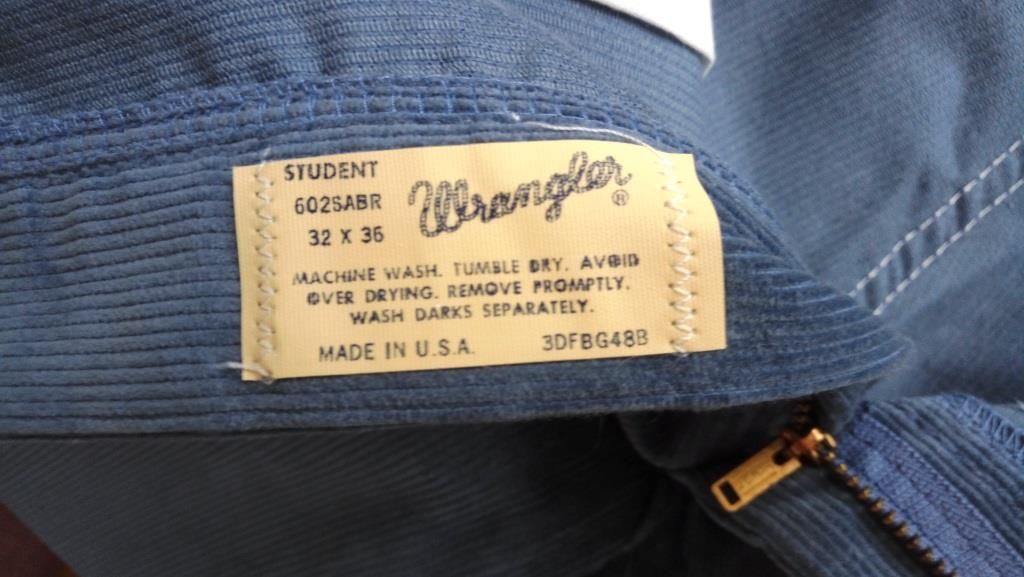 STUDENT
602SABR
32 X 36
Wrangler®
MACHINE WASH. TUMBLE DRY. AVOID
OVER DRYING. REMOVE PROMPTLY.
WASH DARKS SEPARATELY.
MADE IN U.S.A. 3DFBG48B